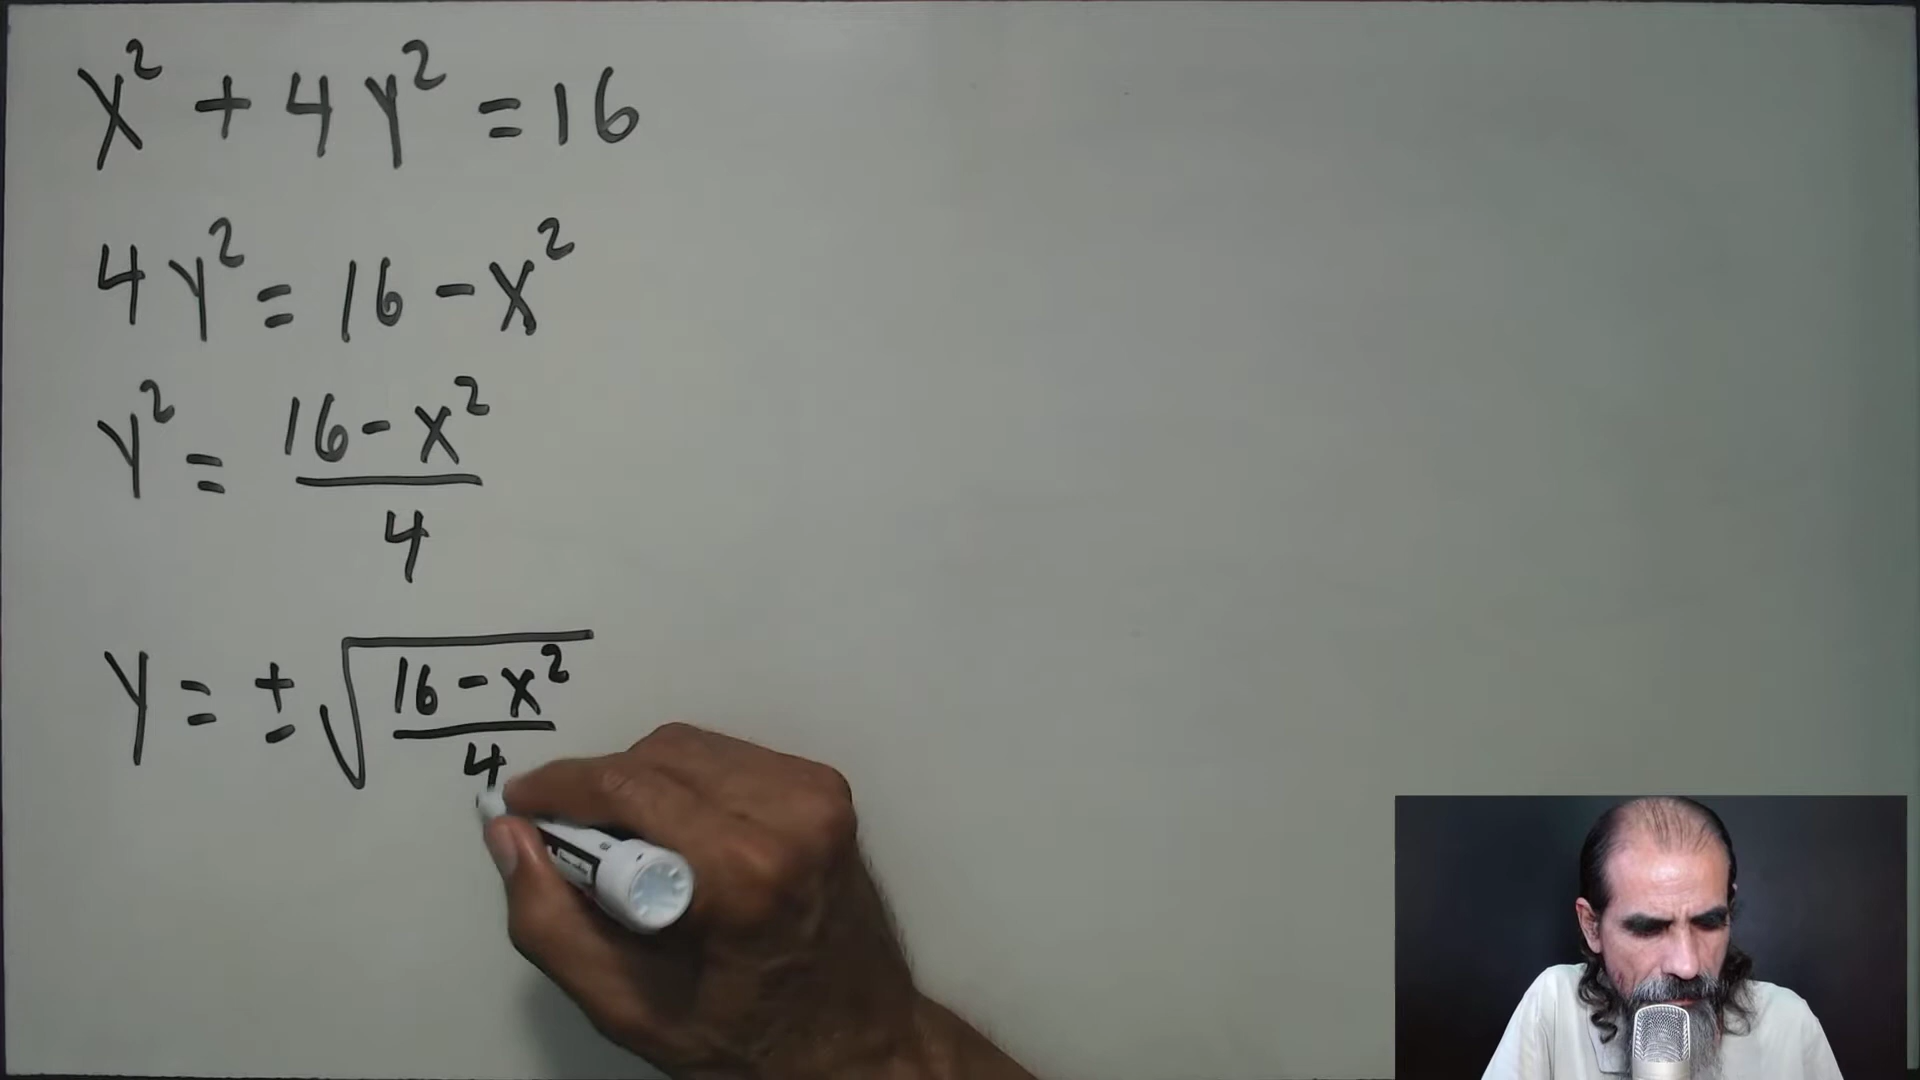 x² + 4y² = 16
4y² = 16 - x²
y² = (16 - x²)/4
y = ±√((16 - x²)/4)